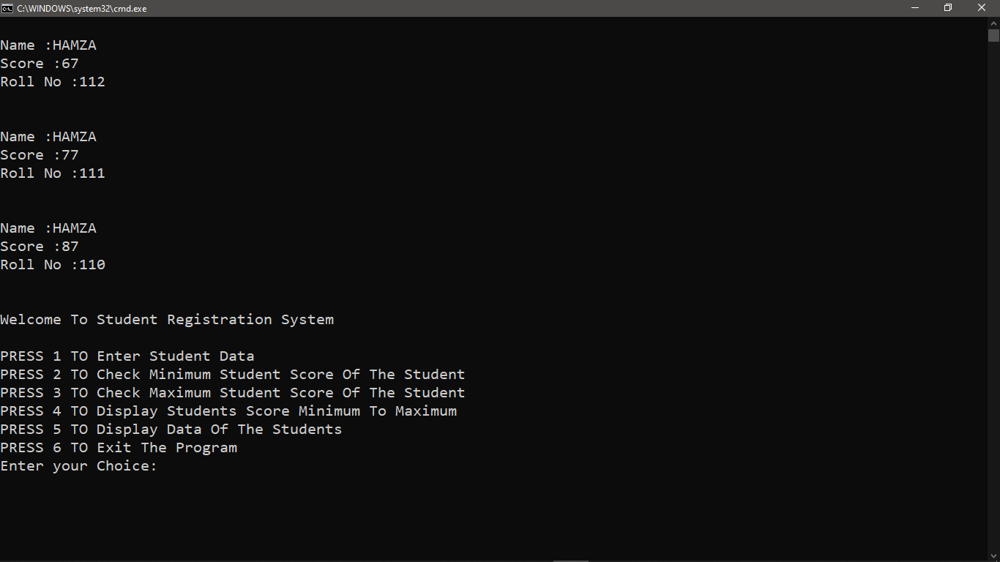 C:\WINDOWS\system32\cmd.exe
Name :HAMZA
Score :67
Roll No :112
Name :HAMZA
Score :77
Roll No :111
Name :HAMZA
Score :87
Roll No :110
Welcome To Student Registration System
PRESS 1 TO Enter Student Data
PRESS 2 TO Check Minimum Student Score Of The Student
PRESS 3 TO Check Maximum Student Score Of The Student
PRESS 4 TO Display Students Score Minimum To Maximum
PRESS 5 TO Display Data Of The Students
PRESS 6 TO Exit The Program
Enter your Choice: